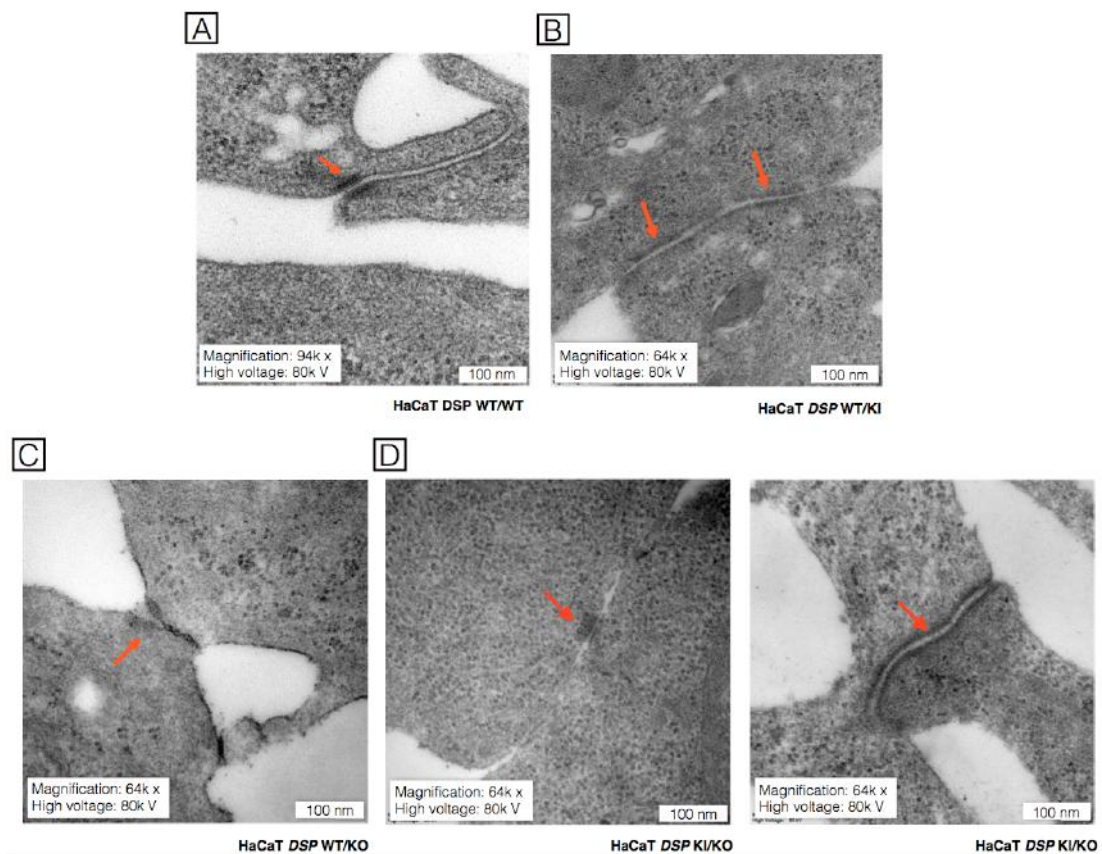 A
B
Magnification: 94k x
High voltage: 80k V
100 nm
Magnification: 64k x
High voltage: 80k V
100 nm
HaCaT DSP WT/WT
HaCaT DSP WT/KI
C
D
Magnification: 64k x
High voltage: 80k V
100 nm
Magnification: 64k x
High voltage: 80k V
100 nm
Magnification: 64k x
High voltage: 80k V
100 nm
HaCaT DSP WT/KO
HaCaT DSP KI/KO
HaCaT DSP KI/KO